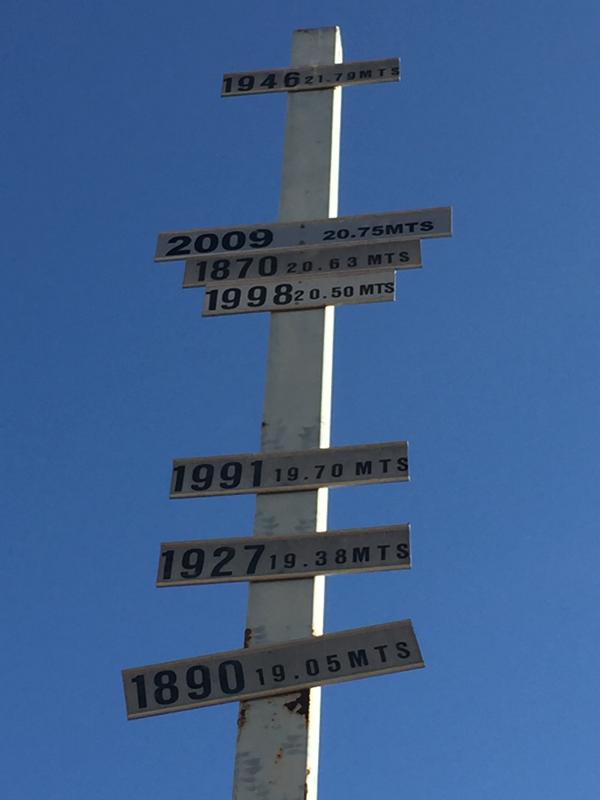 1946 21.79MTS
2009 20.75MTS
1870 20.63 MTS
1998 20.50 MTS
1991 19.70 MTS
1927 19.38MTS
1890 19.05MTS